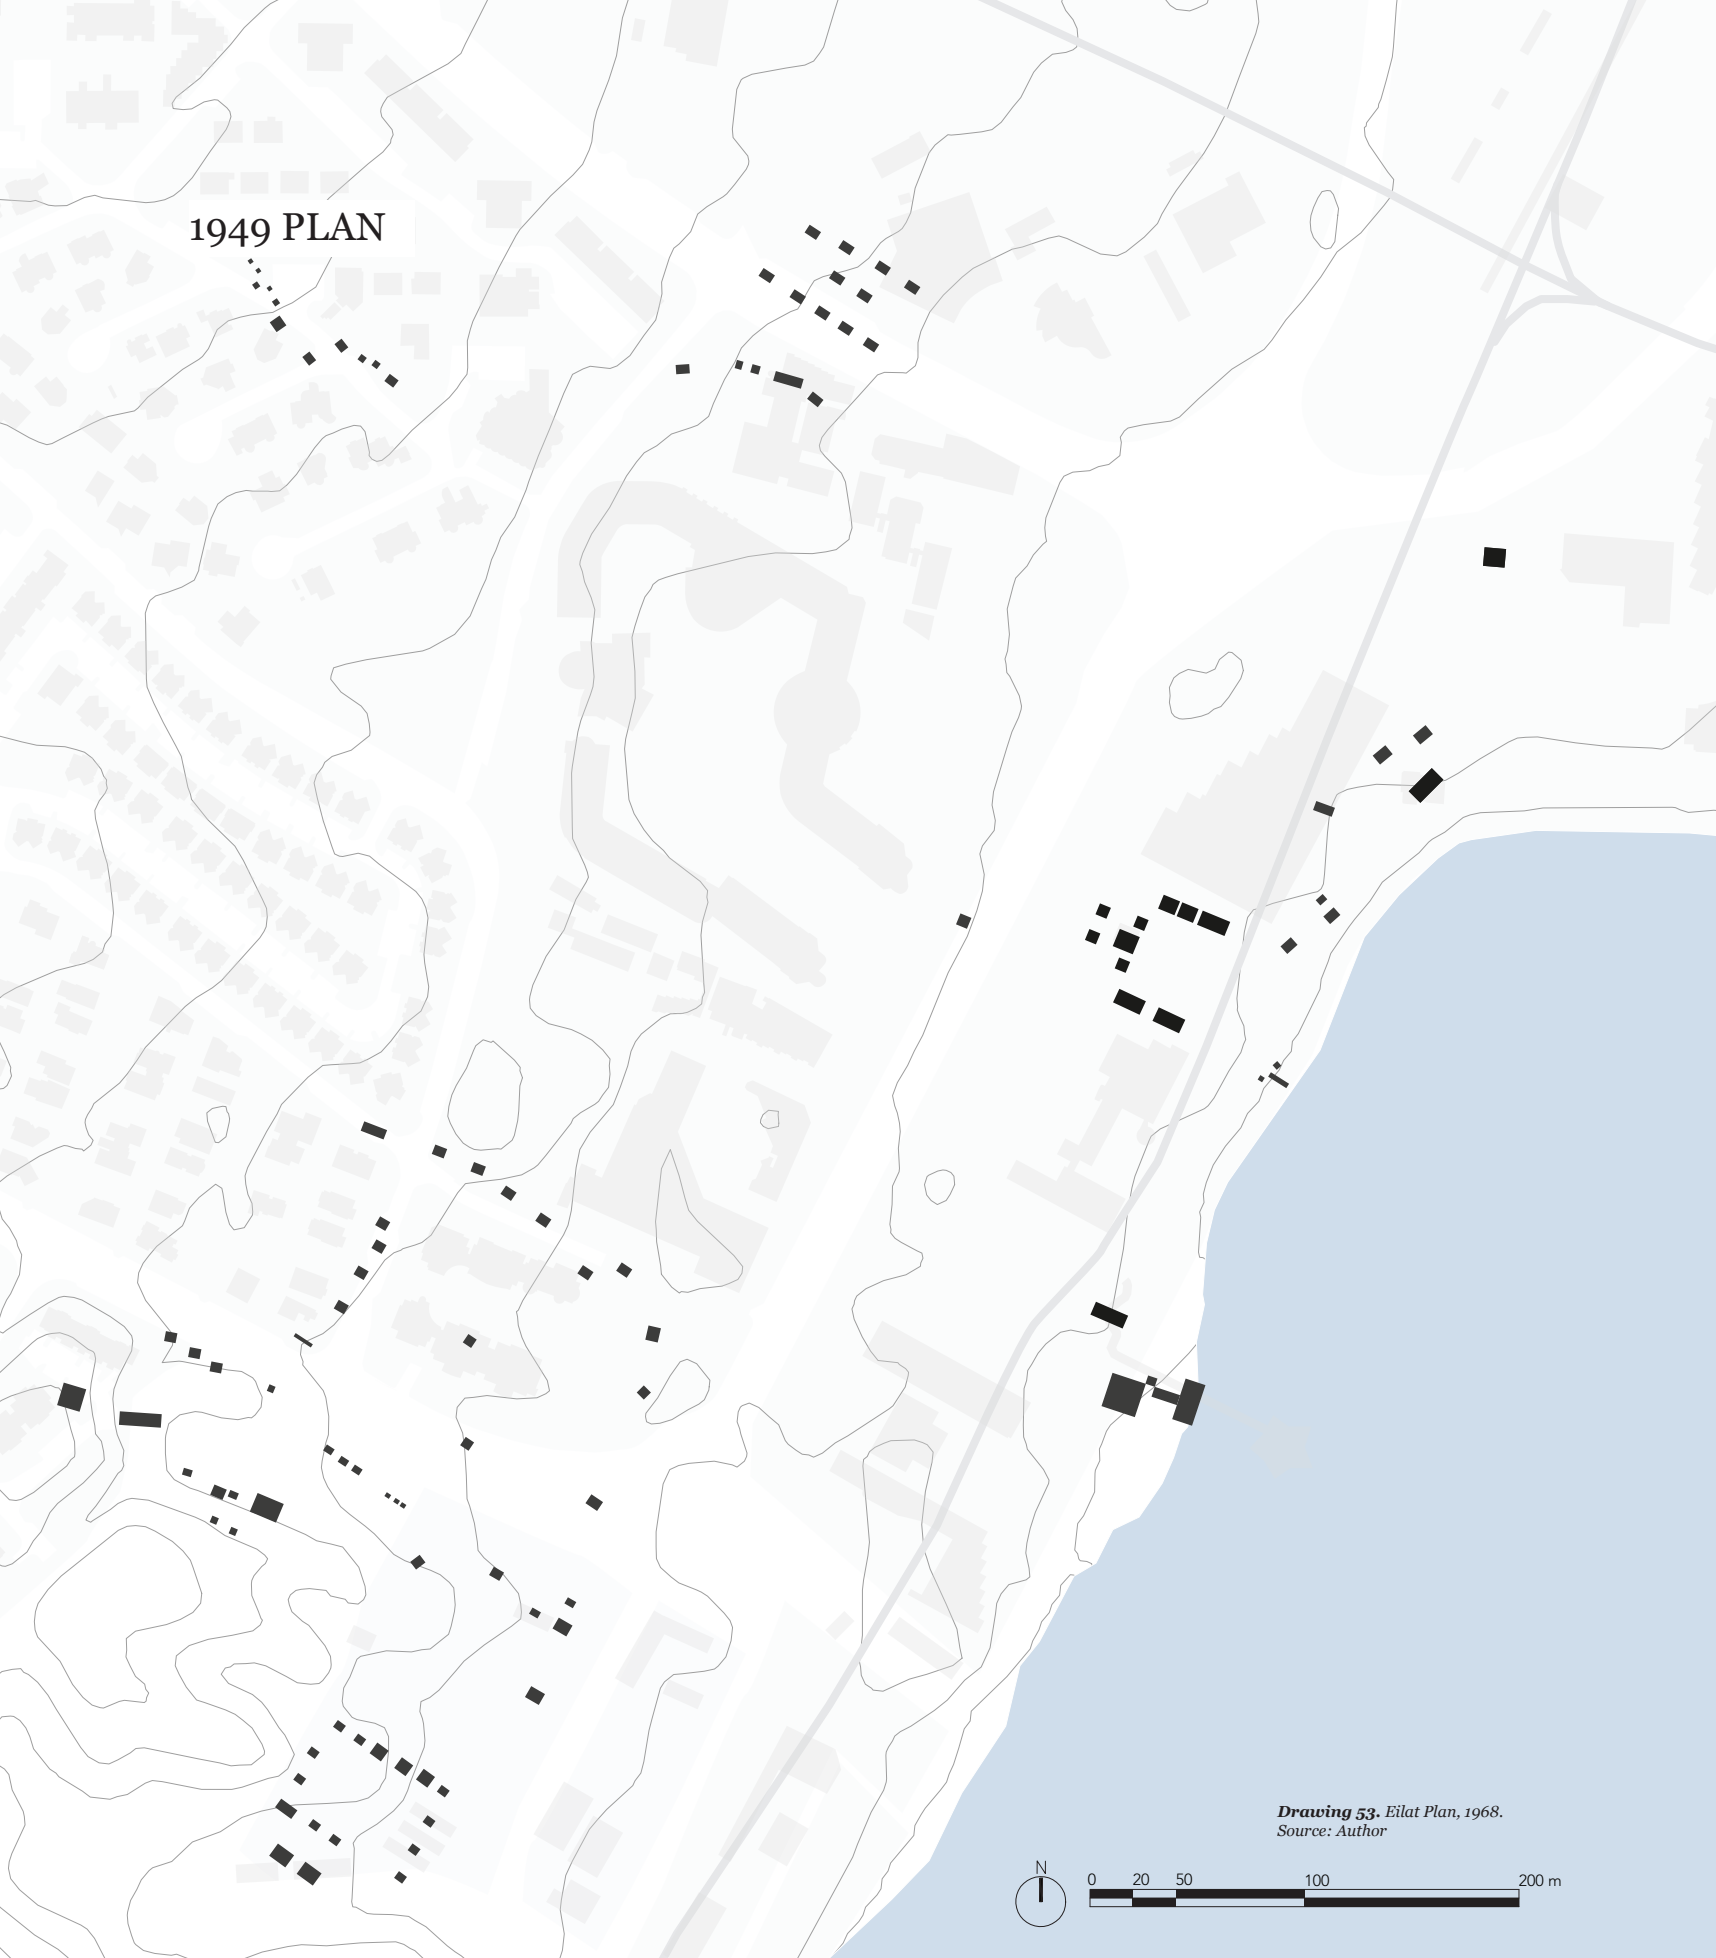 1949 PLAN
Drawing 53. Eilat Plan, 1968.
Source: Author
N
0 20 50 100 200 m